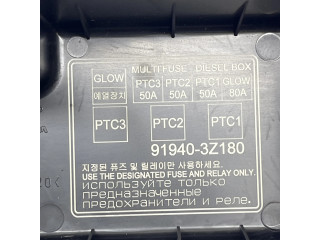 MULTI FUSE - DIESEL BOX
GLOW
예열장치
PTC3 PTC2 PTC1 GLOW
50A 50A 50A 80A
PTC3 PTC2 PTC1
91940-3Z180
지정된 퓨즈 및 릴레이만 사용하세요.
USE THE DESIGNATED FUSE AND RELAY ONLY.
используйте только
предназначенные
предохранители и реле.